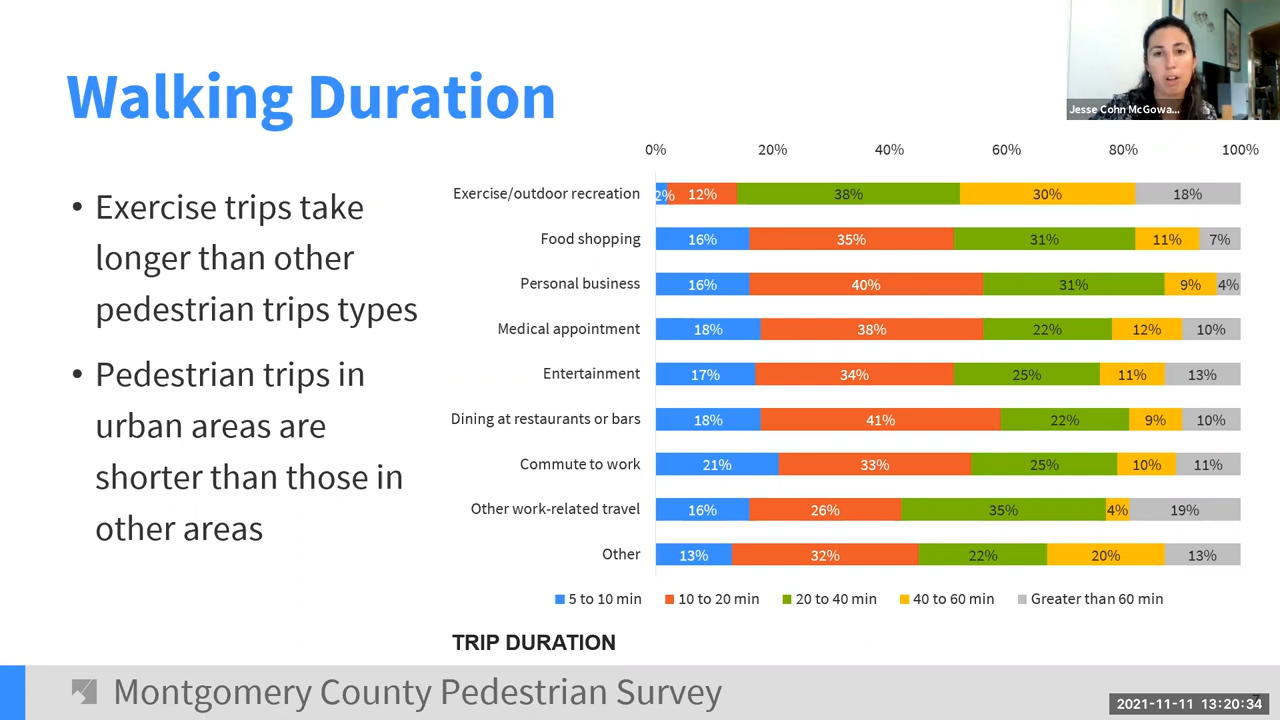 Walking Duration
Jesse Cohn McGowa...
• Exercise trips take
longer than other
pedestrian trips types
• Pedestrian trips in
urban areas are
shorter than those in
other areas
0% 20% 40% 60% 80% 100%
Exercise/outdoor recreation 2% 12% 38% 30% 18%
Food shopping 16% 35% 31% 11% 7%
Personal business 16% 40% 31% 9% 4%
Medical appointment 18% 38% 22% 12% 10%
Entertainment 17% 34% 25% 11% 13%
Dining at restaurants or bars 18% 41% 22% 9% 10%
Commute to work 21% 33% 25% 10% 11%
Other work-related travel 16% 26% 35% 4% 19%
Other 13% 32% 22% 20% 13%
5 to 10 min 10 to 20 min 20 to 40 min 40 to 60 min Greater than 60 min
TRIP DURATION
Montgomery County Pedestrian Survey
2021-11-11 13:20:34